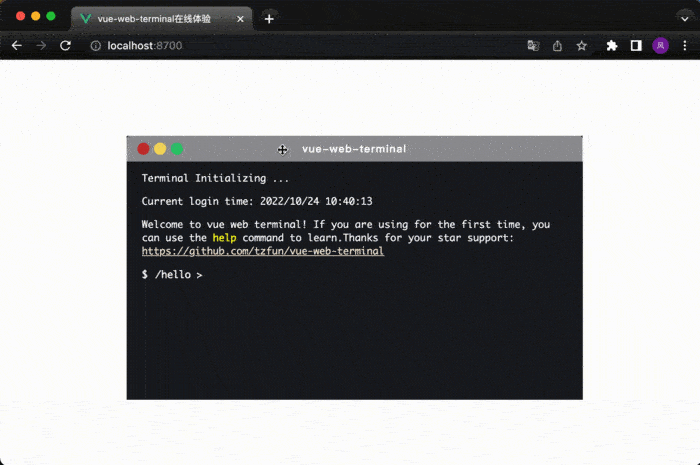 vue-web-terminal在线体验
localhost:8700
vue-web-terminal
Terminal Initializing ...
Current login time: 2022/10/24 10:40:13
Welcome to vue web terminal! If you are using for the first time, you
can use the help command to learn.Thanks for your star support:
https://github.com/tzfun/vue-web-terminal
$ /hello >